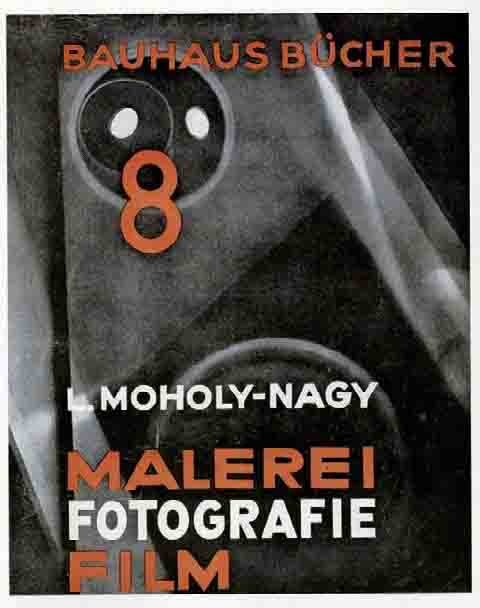 BAUHAUS BÜCHER
8
L. MOHOLY-NAGY
MALEREI
FOTOGRAFIE
FILM